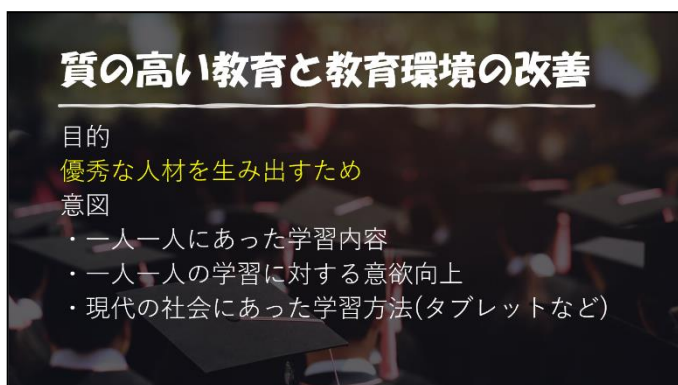 質の高い教育と教育環境の改善
目的
優秀な人材を生み出すため
意図
・一人一人にあった学習内容
・一人一人の学習に対する意欲向上
・現代の社会にあった学習方法(タブレットなど)